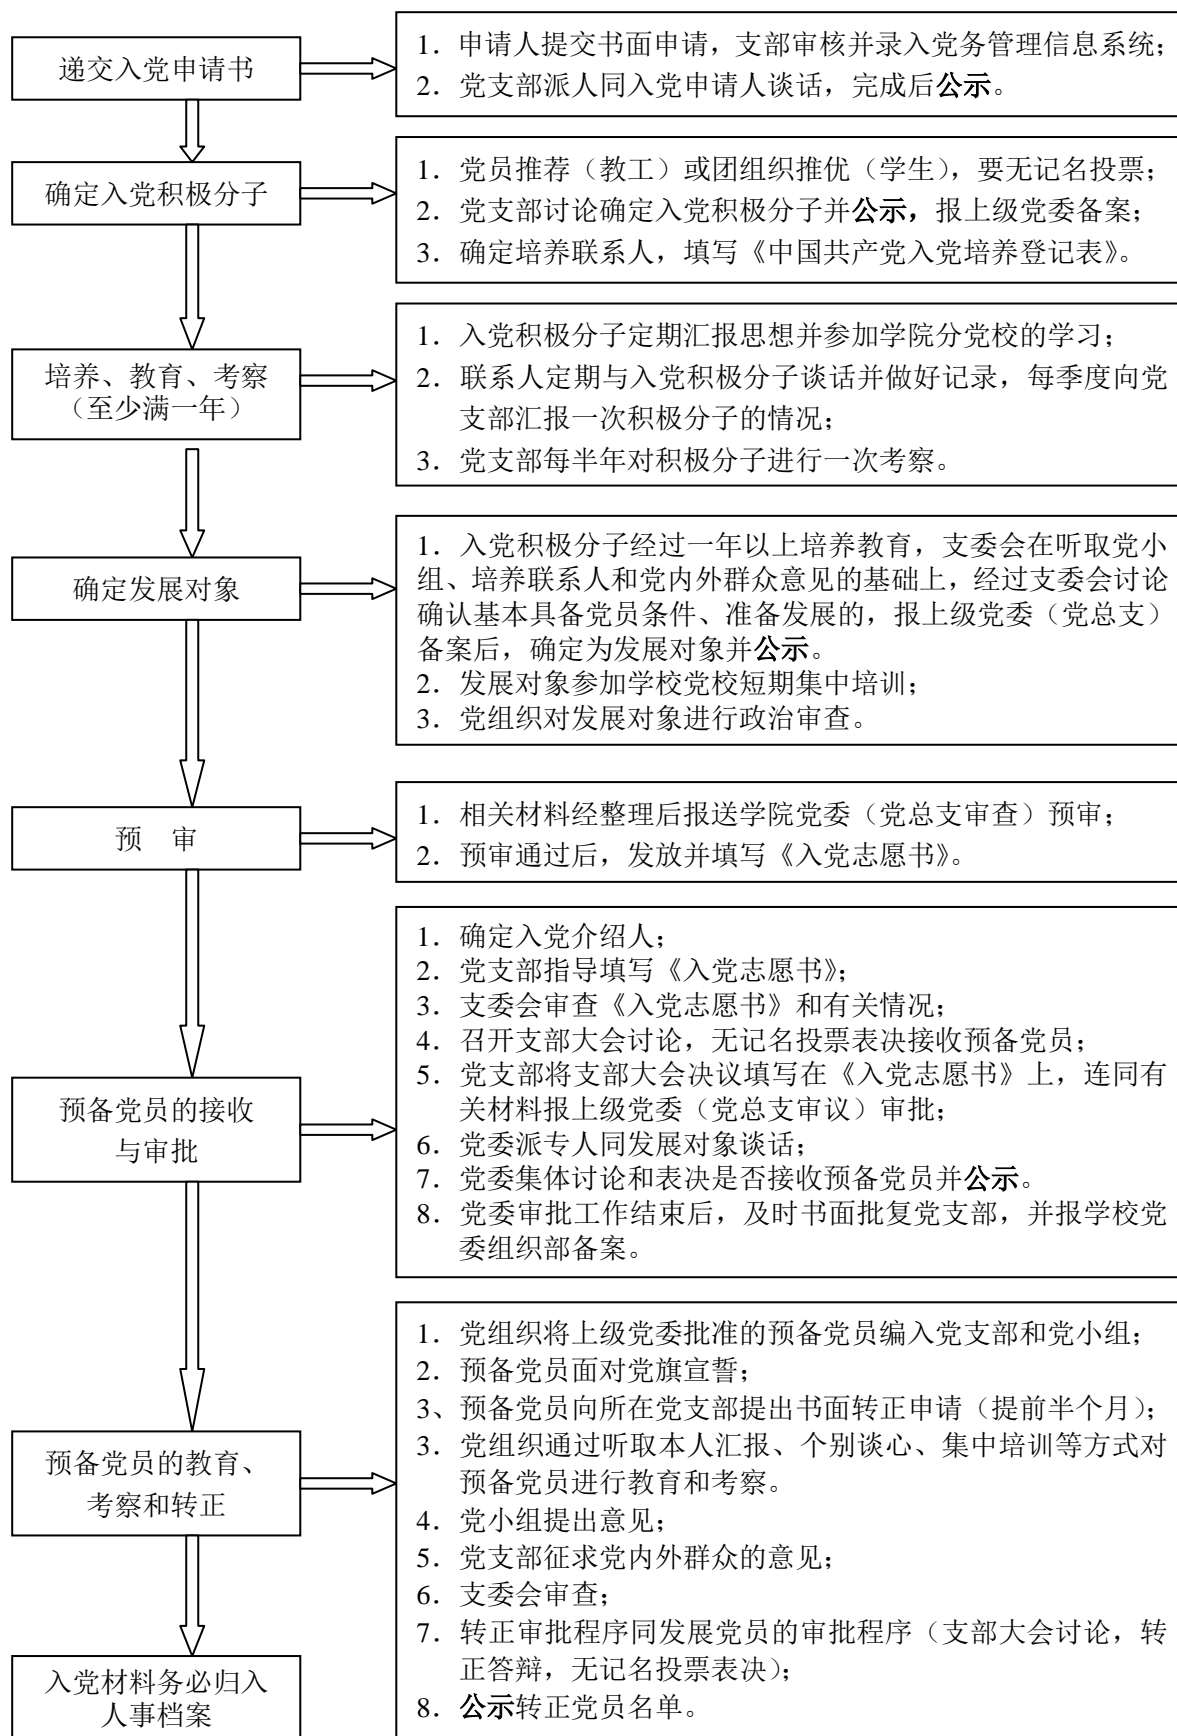 递交入党申请书
1．申请人提交书面申请，支部审核并录入党务管理信息系统；
2．党支部派人同入党申请人谈话，完成后公示。
确定入党积极分子
1．党员推荐（教工）或团组织推优（学生），要无记名投票；
2．党支部讨论确定入党积极分子并公示，报上级党委备案；
3．确定培养联系人，填写《中国共产党入党培养登记表》。
培养、教育、考察
（至少满一年）
1．入党积极分子定期汇报思想并参加学院分党校的学习；
2．联系人定期与入党积极分子谈话并做好记录，每季度向党
支部汇报一次积极分子的情况；
3．党支部每半年对积极分子进行一次考察。
确定发展对象
1．入党积极分子经过一年以上培养教育，支委会在听取党小
组、培养联系人和党内外群众意见的基础上，经过支委会讨论
确认基本具备党员条件、准备发展的，报上级党委（党总支）
备案后，确定为发展对象并公示。
2．发展对象参加学校党校短期集中培训；
3．党组织对发展对象进行政治审查。
预 审
1．相关材料经整理后报送学院党委（党总支审查）预审；
2．预审通过后，发放并填写《入党志愿书》。
预备党员的接收
与审批
1．确定入党介绍人；
2．党支部指导填写《入党志愿书》；
3．支委会审查《入党志愿书》和有关情况；
4．召开支部大会讨论，无记名投票表决接收预备党员；
5．党支部将支部大会决议填写在《入党志愿书》上，连同有
关材料报上级党委（党总支审议）审批；
6．党委派专人同发展对象谈话；
7．党委集体讨论和表决是否接收预备党员并公示。
8．党委审批工作结束后，及时书面批复党支部，并报学校党
委组织部备案。
预备党员的教育、
考察和转正
1．党组织将上级党委批准的预备党员编入党支部和党小组；
2．预备党员面对党旗宣誓；
3、预备党员向所在党支部提出书面转正申请（提前半个月）；
3．党组织通过听取本人汇报、个别谈心、集中培训等方式对
预备党员进行教育和考察。
4．党小组提出意见；
5．党支部征求党内外群众的意见；
6．支委会审查；
7．转正审批程序同发展党员的审批程序（支部大会讨论，转
正答辩，无记名投票表决）；
8．公示转正党员名单。
入党材料务必归入
人事档案